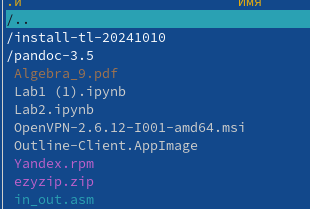 .и имя
/..
/install-tl-20241010
/pandoc-3.5
Algebra_9.pdf
Lab1 (1).ipynb
Lab2.ipynb
OpenVPN-2.6.12-I001-amd64.msi
Outline-Client.AppImage
Yandex.rpm
ezyzip.zip
in_out.asm